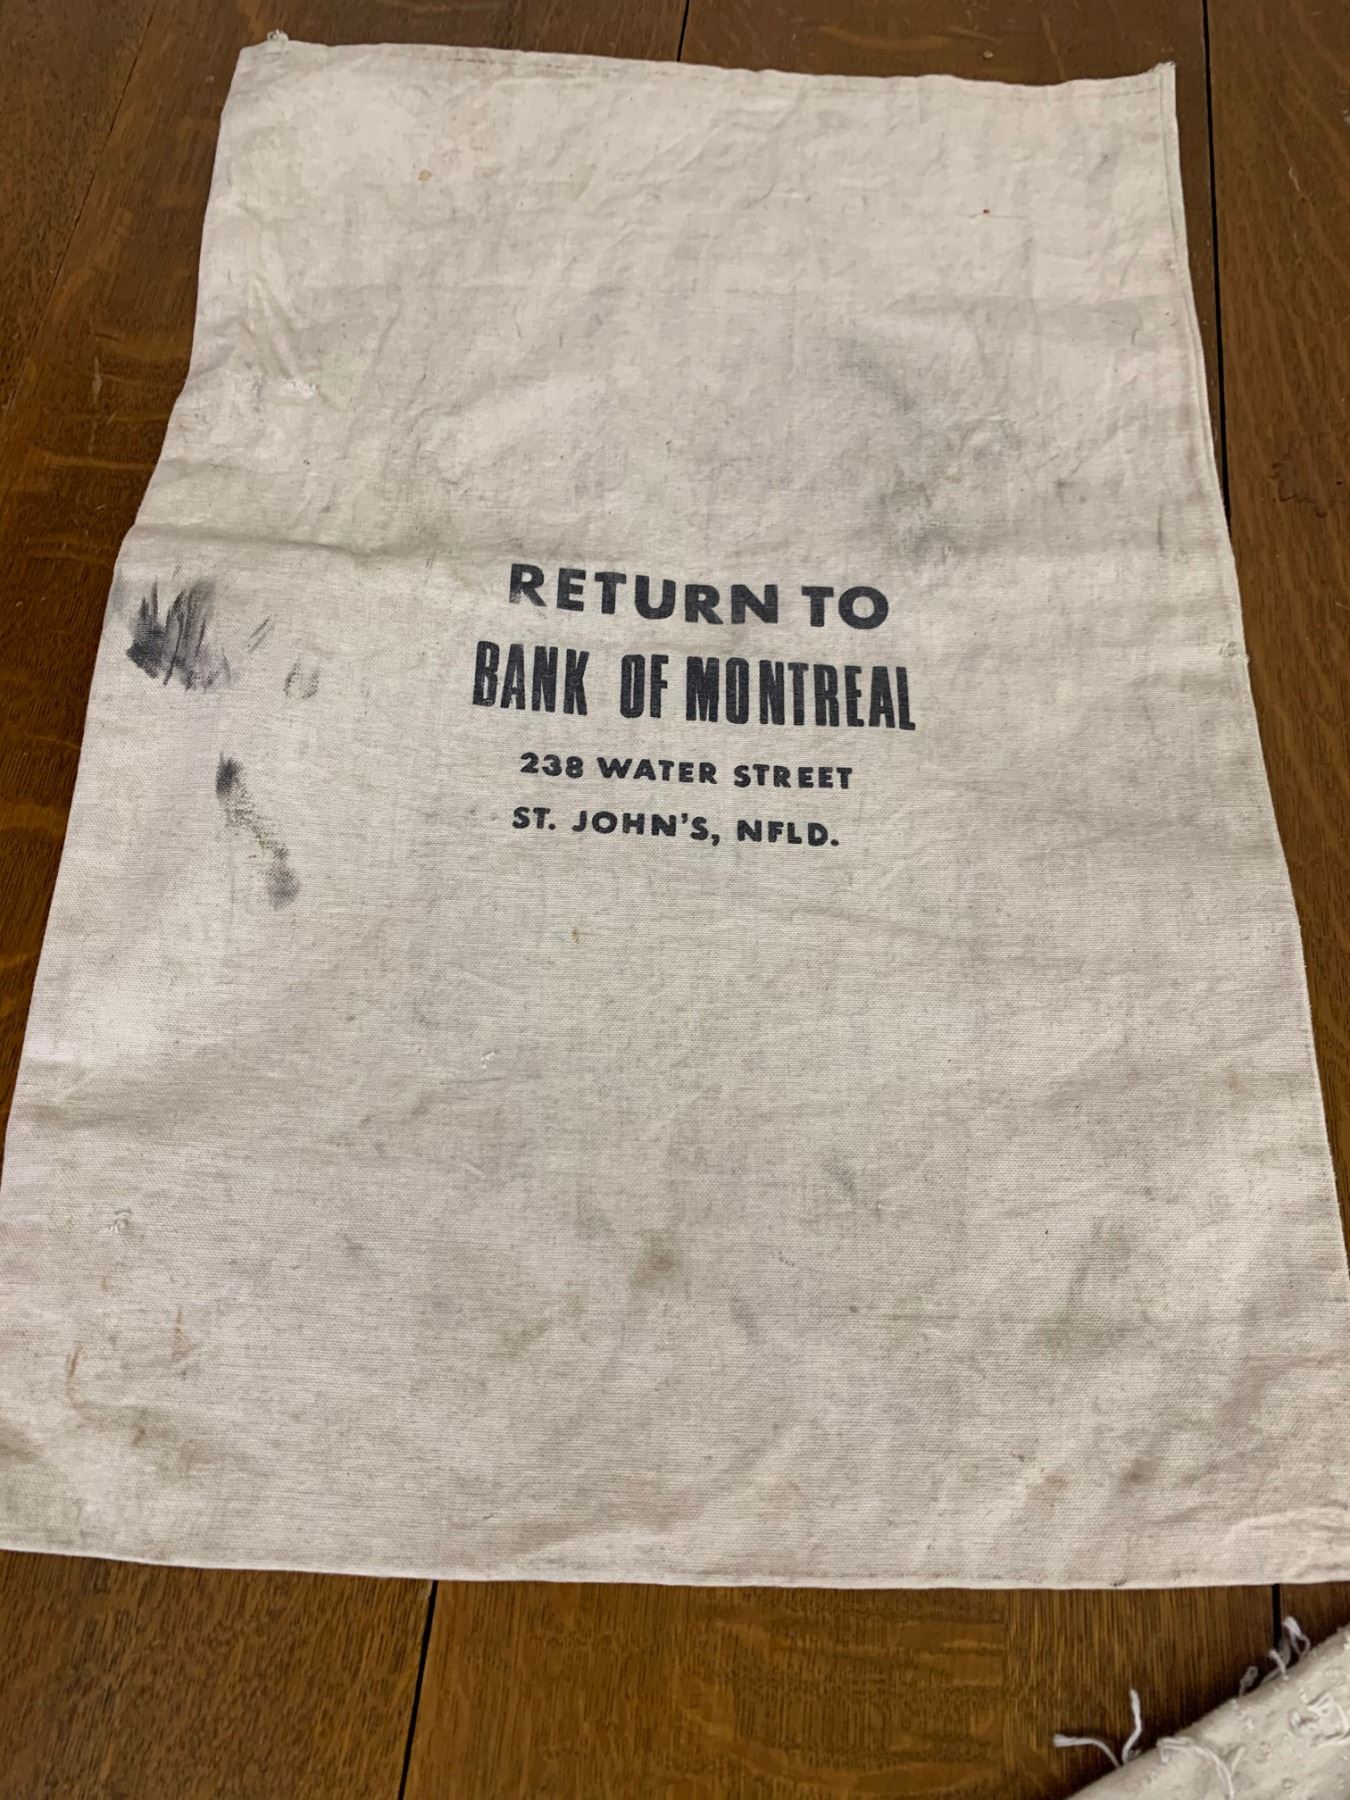 RETURN TO
BANK OF MONTREAL
238 WATER STREET
ST. JOHN'S, NFLD.